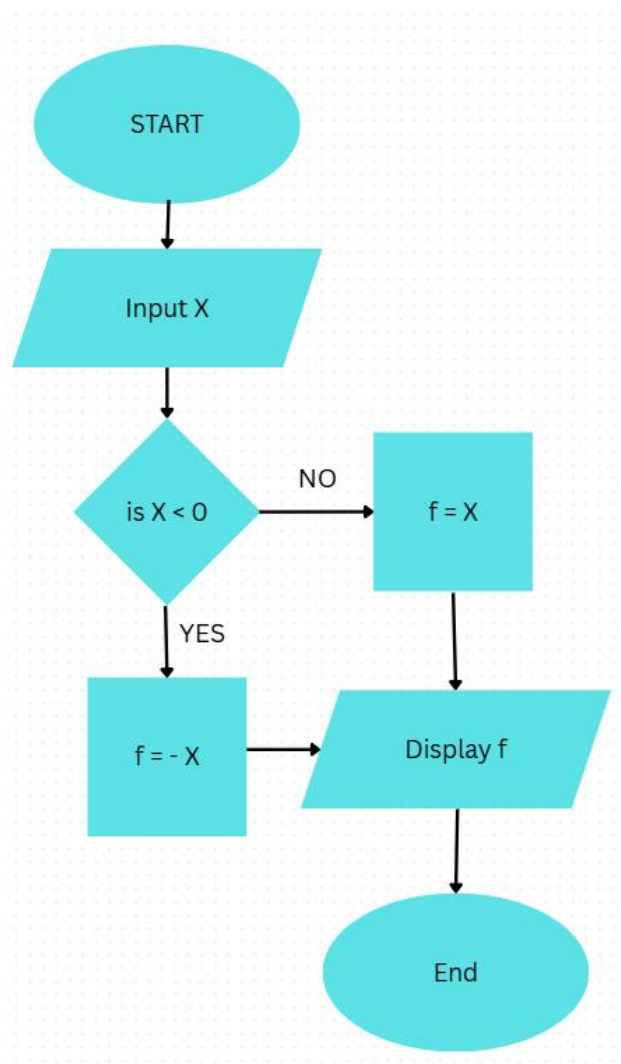 START
Input X
is X < 0
NO
f = X
YES
f = - X
Display f
End